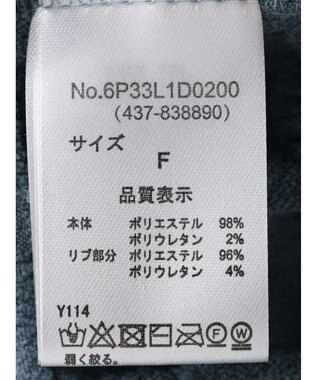 No.6P33L1D0200
(437-838890)
サイズ
F
品質表示
本体 ポリエステル 98%
ポリウレタン 2%
リブ部分 ポリエステル 96%
ポリウレタン 4%
Y114
F W
弱く絞る。